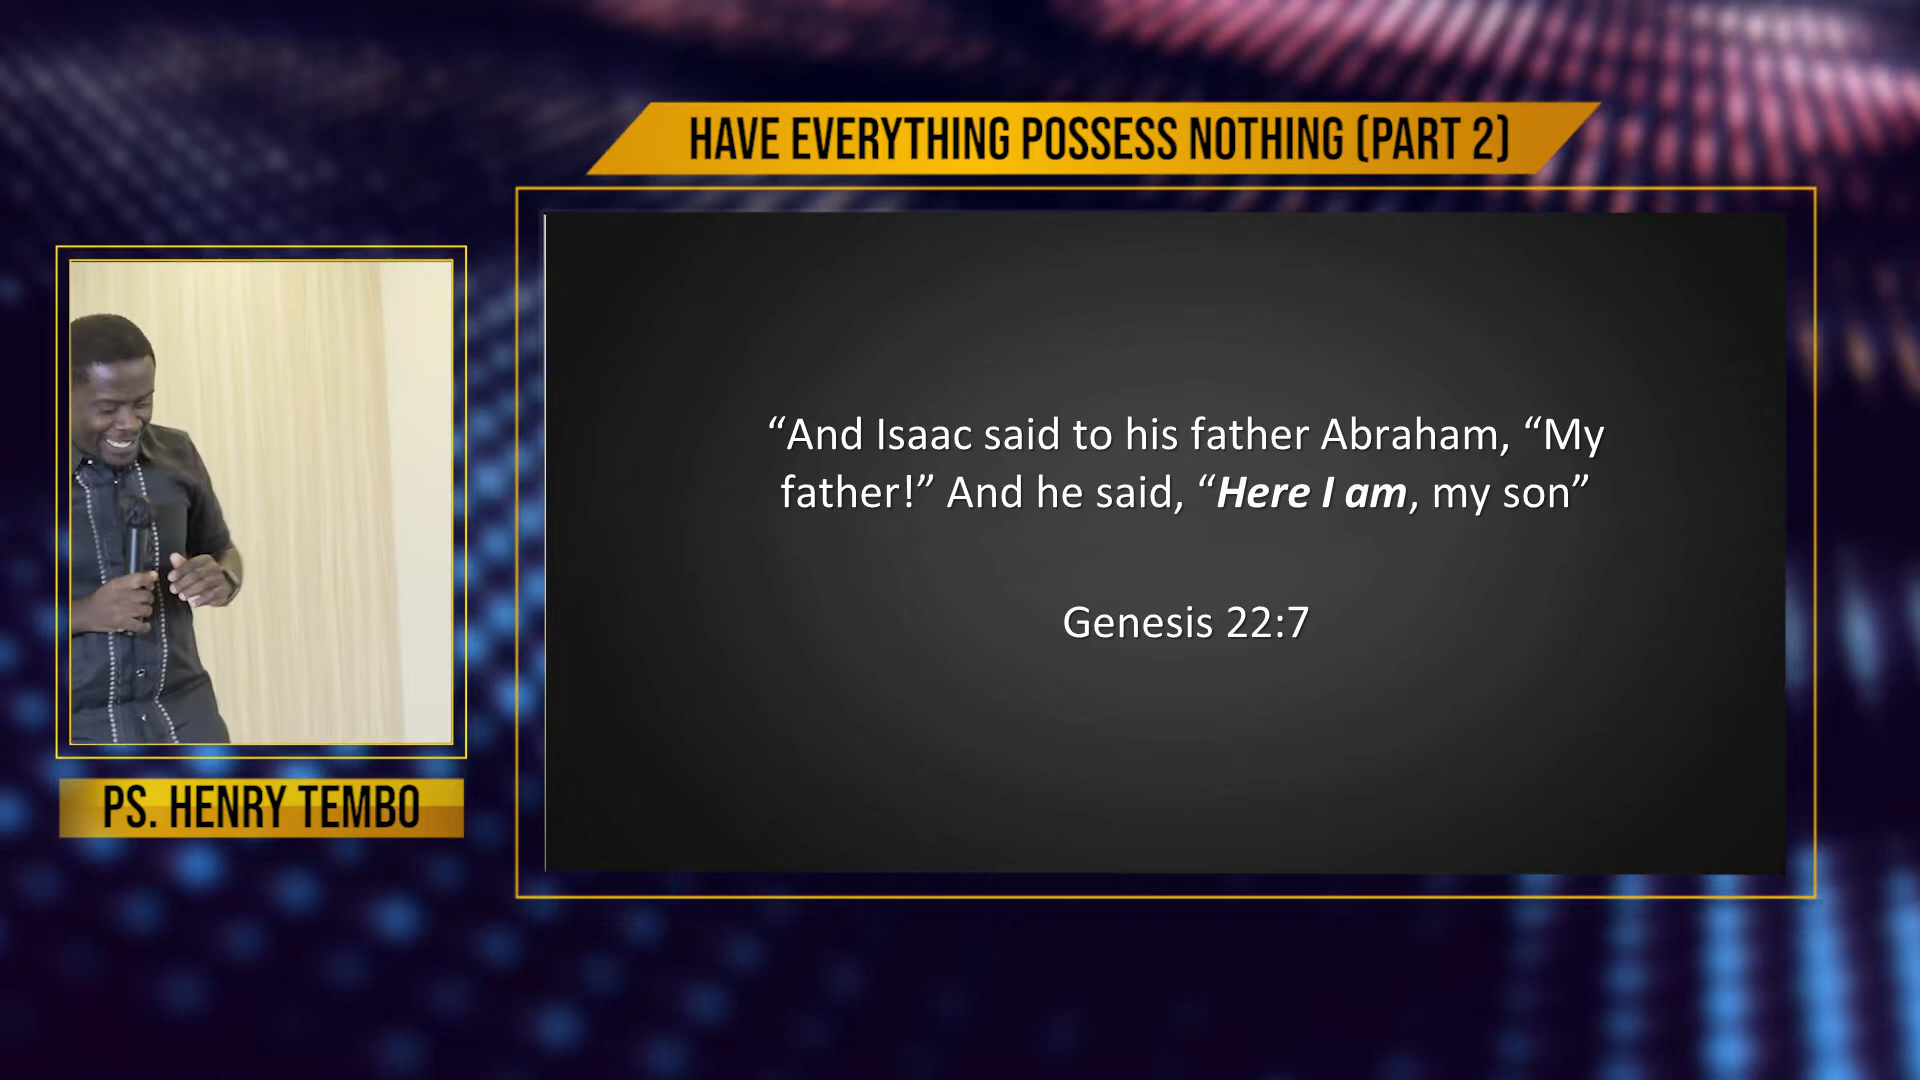 HAVE EVERYTHING POSSESS NOTHING (PART 2)
“And Isaac said to his father Abraham, “My
father!” And he said, “Here I am, my son”
Genesis 22:7
PS. HENRY TEMBO